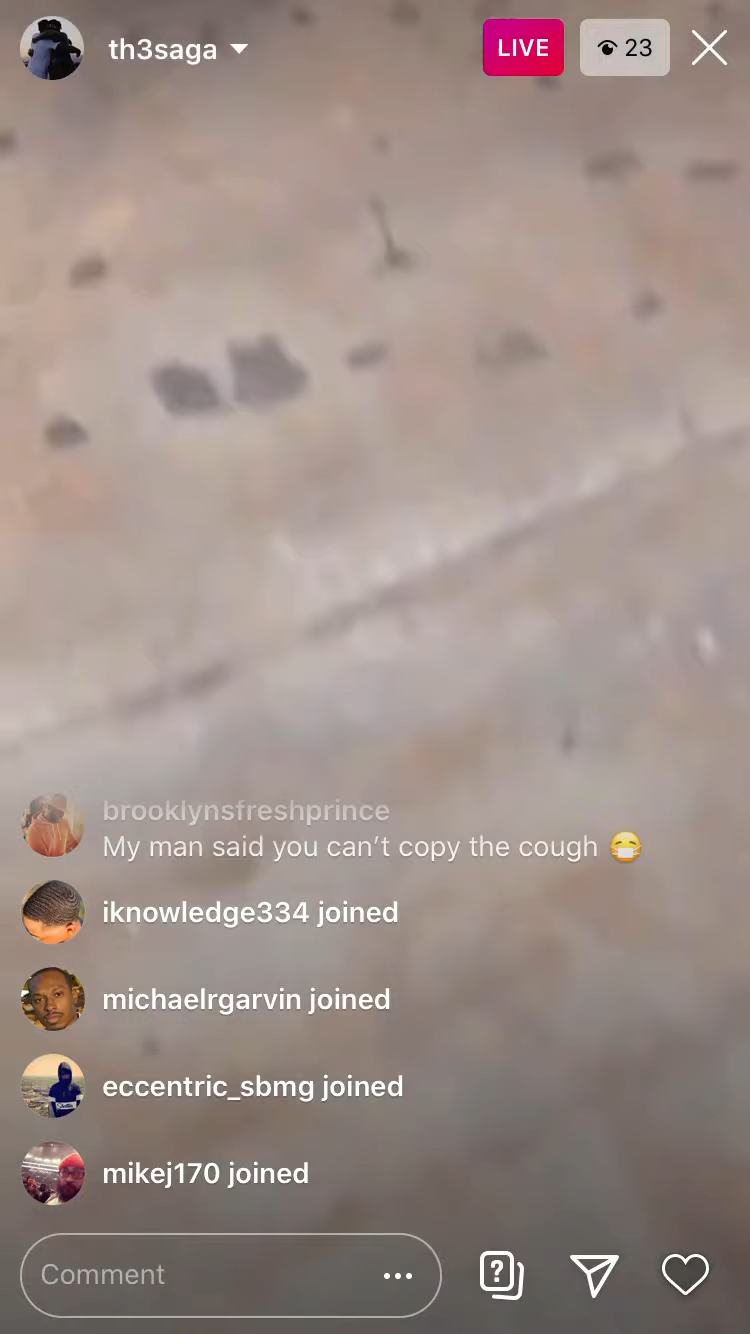 th3saga
LIVE
23
brooklynsfreshprince
My man said you can’t copy the cough 😷
iknowledge334 joined
michaelrgarvin joined
eccentric_sbmg joined
mikej170 joined
Comment